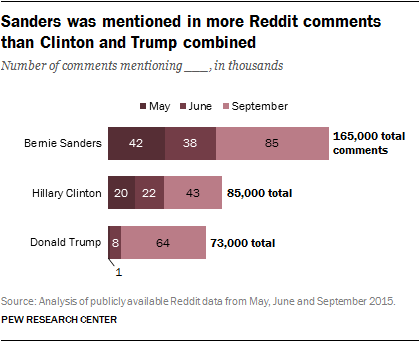 Sanders was mentioned in more Reddit comments
than Clinton and Trump combined
Number of comments mentioning ___, in thousands
May June September
Bernie Sanders 42 38 85 165,000 total
comments
Hillary Clinton 20 22 43 85,000 total
Donald Trump 8 64 73,000 total
1
Source: Analysis of publicly available Reddit data from May, June and September 2015.
PEW RESEARCH CENTER